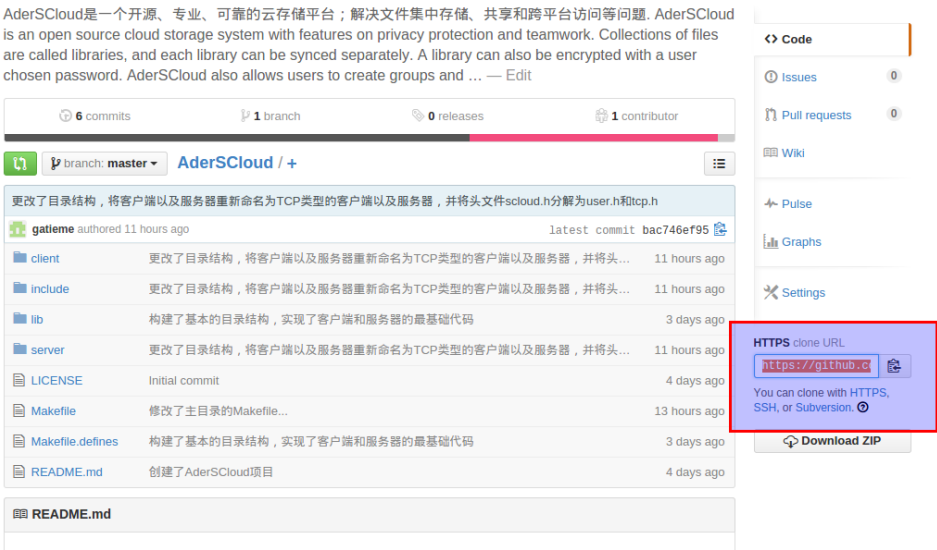 AderSCloud是一个开源、专业、可靠的云存储平台；解决文件集中存储、共享和跨平台访问等问题. AderSCloud
is an open source cloud storage system with features on privacy protection and teamwork. Collections of files
are called libraries, and each library can be synced separately. A library can also be encrypted with a user
chosen password. AderSCloud also allows users to create groups and … — Edit
6 commits 1 branch 0 releases 1 contributor
branch: master AderSCloud / +
更改了目录结构，将客户端以及服务器重新命名为TCP类型的客户端以及服务器，并将头文件scloud.h分解为user.h和tcp.h
gatieme authored 11 hours ago latest commit bac746ef95
client 更改了目录结构，将客户端以及服务器重新命名为TCP类型的客户端以及服务器，并将头… 11 hours ago
include 更改了目录结构，将客户端以及服务器重新命名为TCP类型的客户端以及服务器，并将头… 11 hours ago
lib 构建了基本的目录结构，实现了客户端和服务器的最基础代码 3 days ago
server 更改了目录结构，将客户端以及服务器重新命名为TCP类型的客户端以及服务器，并将头… 11 hours ago
LICENSE Initial commit 4 days ago
Makefile 修改了主目录的Makefile... 13 hours ago
Makefile.defines 构建了基本的目录结构，实现了客户端和服务器的最基础代码 3 days ago
README.md 创建了AderSCloud项目 4 days ago
README.md
Code
Issues 0
Pull requests 0
Wiki
Pulse
Graphs
Settings
HTTPS clone URL
https://github.c
You can clone with HTTPS,
SSH, or Subversion.
Download ZIP